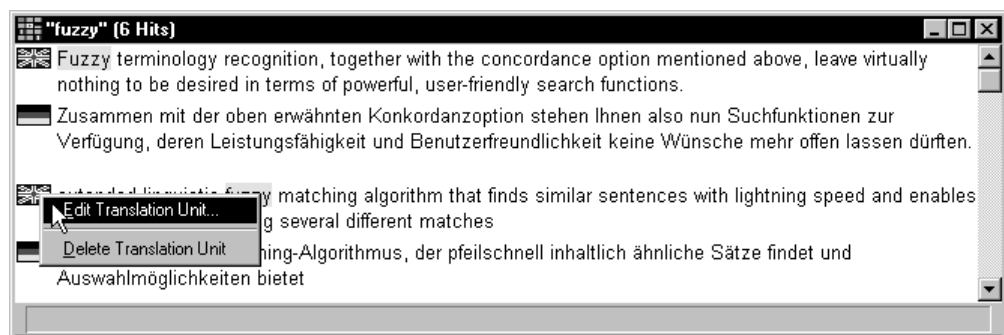 "fuzzy" (6 Hits)
Fuzzy terminology recognition, together with the concordance option mentioned above, leave virtually
nothing to be desired in terms of powerful, user-friendly search functions.
Zusammen mit der oben erwähnten Konkordanzoption stehen Ihnen also nun Suchfunktionen zur
Verfügung, deren Leistungsfähigkeit und Benutzerfreundlichkeit keine Wünsche mehr offen lassen dürften.
extended linguistic fuzzy matching algorithm that finds similar sentences with lightning speed and enables
Edit Translation Unit...
g several different matches
Delete Translation Unit
hing-Algorithmus, der pfeilschnell inhaltlich ähnliche Sätze findet und
Auswahlmöglichkeiten bietet